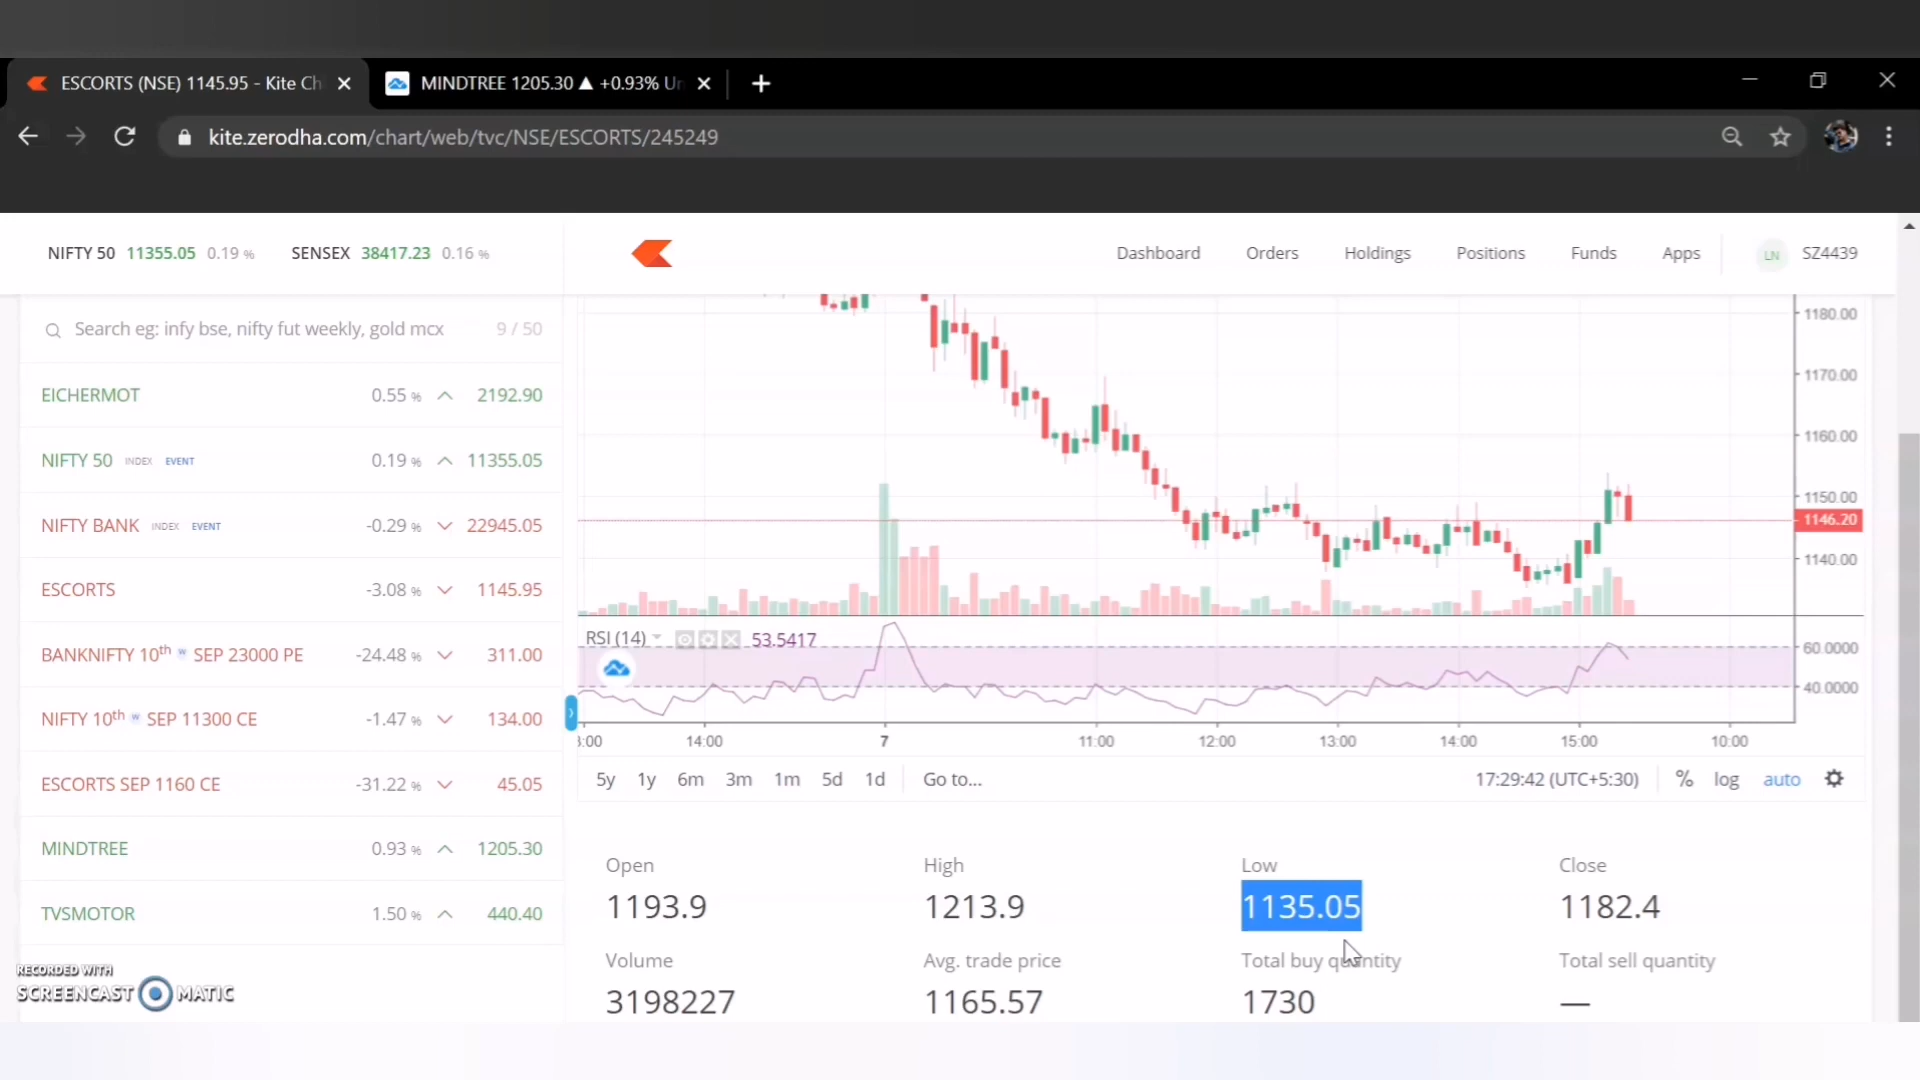 ESCORTS (NSE) 1145.95 - Kite Ch
MINDTREE 1205.30 ▲ +0.93% Un
kite.zerodha.com/chart/web/tvc/NSE/ESCORTS/245249
NIFTY 50 11355.05 0.19 % SENSEX 38417.23 0.16 %
Dashboard Orders Holdings Positions Funds Apps LN SZ4439
Search eg: infy bse, nifty fut weekly, gold mcx 9 / 50
EICHERMOT 0.55 % 2192.90
NIFTY 50 INDEX EVENT 0.19 % 11355.05
NIFTY BANK INDEX EVENT -0.29 % 22945.05
ESCORTS -3.08 % 1145.95
BANKNIFTY 10th w SEP 23000 PE -24.48 % 311.00
NIFTY 10th w SEP 11300 CE -1.47 % 134.00
ESCORTS SEP 1160 CE -31.22 % 45.05
MINDTREE 0.93 % 1205.30
TVSMOTOR 1.50 % 440.40
1180.00
1170.00
1160.00
1150.00
1146.20
1140.00
RSI (14) 53.5417
60.0000
40.0000
3:00 14:00 7 11:00 12:00 13:00 14:00 15:00 10:00
5y 1y 6m 3m 1m 5d 1d Go to... 17:29:42 (UTC+5:30) % log auto
Open High Low Close
1193.9 1213.9 1135.05 1182.4
Volume Avg. trade price Total buy quantity Total sell quantity
3198227 1165.57 1730 —
RECORDED WITH
SCREENCAST MATIC